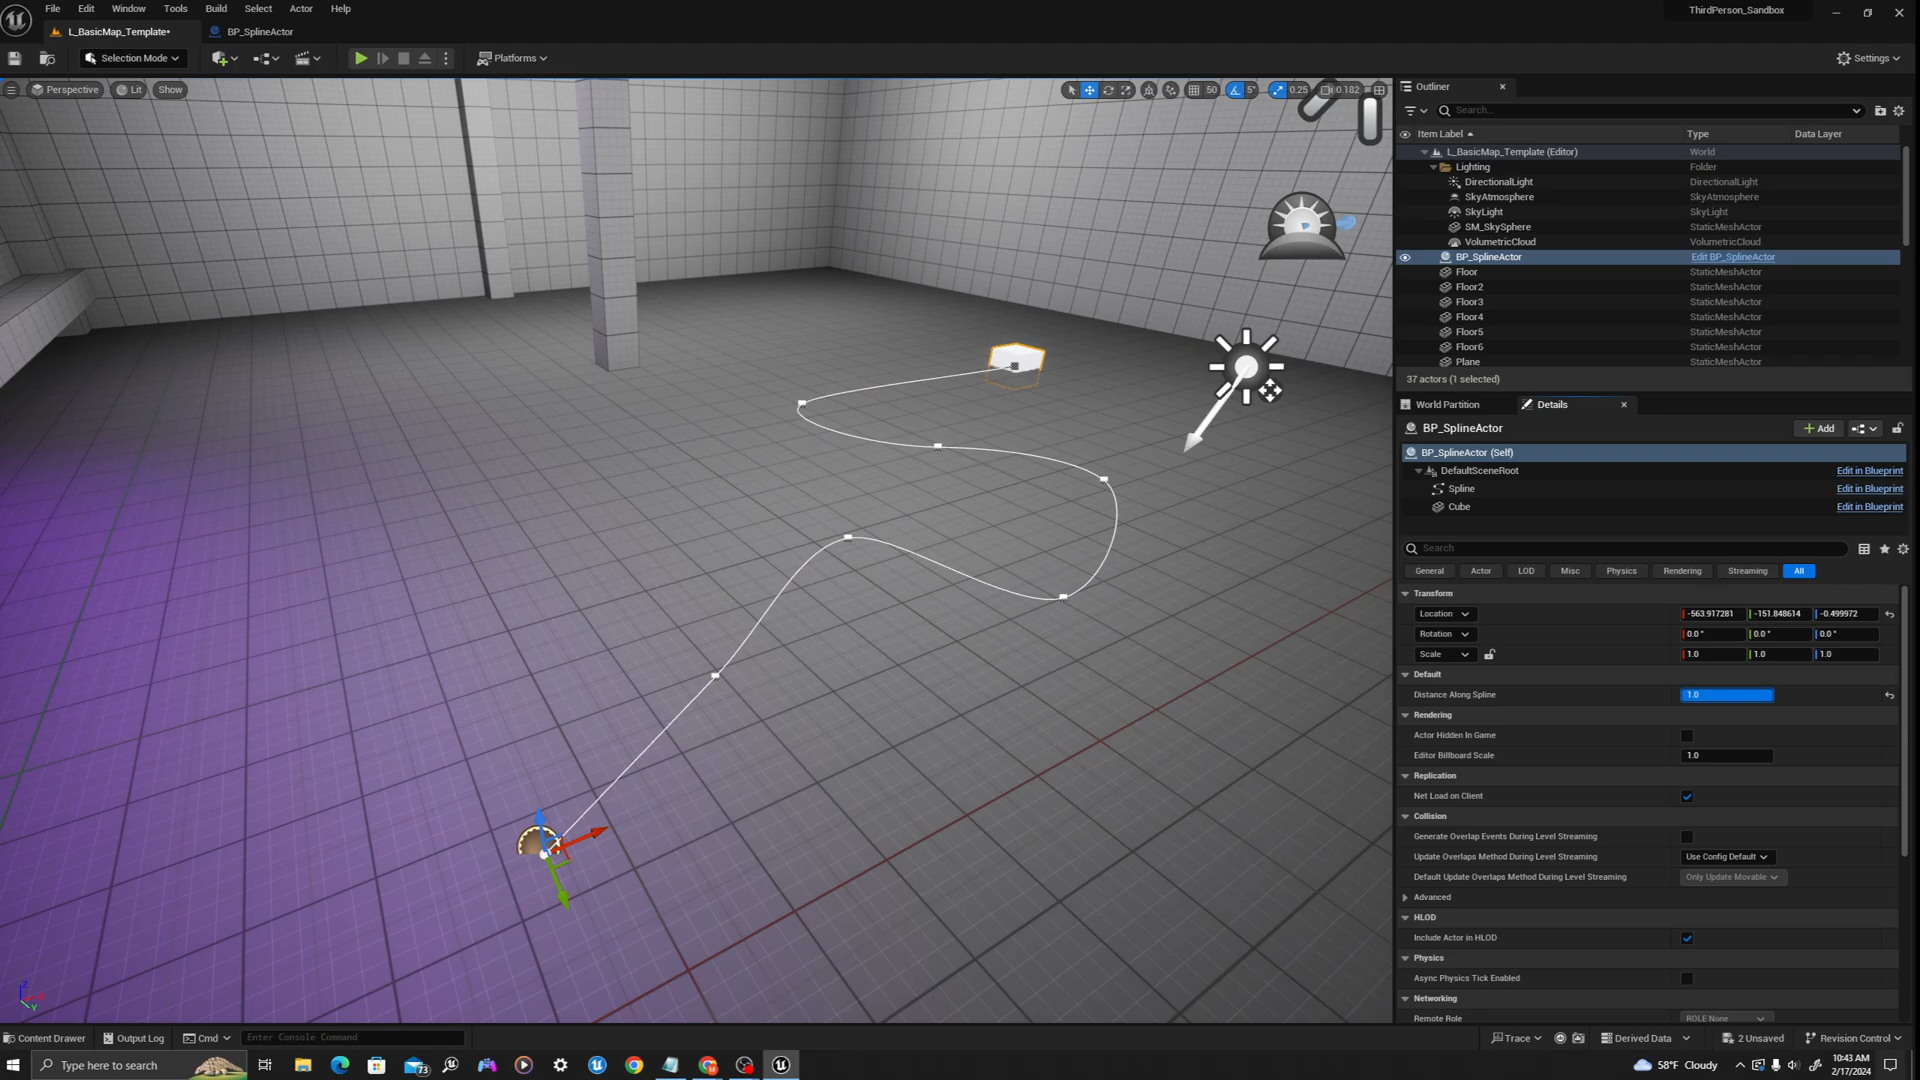 File Edit Window Tools Build Select Actor Help
ThirdPerson_Sandbox
L_BasicMap_Template*
BP_SplineActor
Selection Mode
Platforms
Settings
Perspective Lit Show
50 5° 0.25 0.182
Outliner
Search...
Item Label Type Data Layer
L_BasicMap_Template (Editor) World
Lighting Folder
DirectionalLight DirectionalLight
SkyAtmosphere SkyAtmosphere
SkyLight SkyLight
SM_SkySphere StaticMeshActor
VolumetricCloud VolumetricCloud
BP_SplineActor Edit BP_SplineActor
Floor StaticMeshActor
Floor2 StaticMeshActor
Floor3 StaticMeshActor
Floor4 StaticMeshActor
Floor5 StaticMeshActor
Floor6 StaticMeshActor
Plane StaticMeshActor
37 actors (1 selected)
World Partition Details
BP_SplineActor
Add
BP_SplineActor (Self)
DefaultSceneRoot Edit in Blueprint
Spline Edit in Blueprint
Cube Edit in Blueprint
Search
General Actor LOD Misc Physics Rendering Streaming All
Transform
Location -563.917281 -151.848614 -0.499972
Rotation 0.0 ° 0.0 ° 0.0 °
Scale 1.0 1.0 1.0
Default
Distance Along Spline 1.0
Rendering
Actor Hidden In Game
Editor Billboard Scale 1.0
Replication
Net Load on Client
Collision
Generate Overlap Events During Level Streaming
Update Overlaps Method During Level Streaming Use Config Default
Default Update Overlaps Method During Level Streaming Only Update Movable
Advanced
HLOD
Include Actor in HLOD
Physics
Async Physics Tick Enabled
Networking
Remote Role ROLE None
Z
X
Y
Content Drawer Output Log Cmd Enter Console Command
Trace Derived Data 2 Unsaved Revision Control
Type here to search
73
58°F Cloudy
10:43 AM
2/17/2024